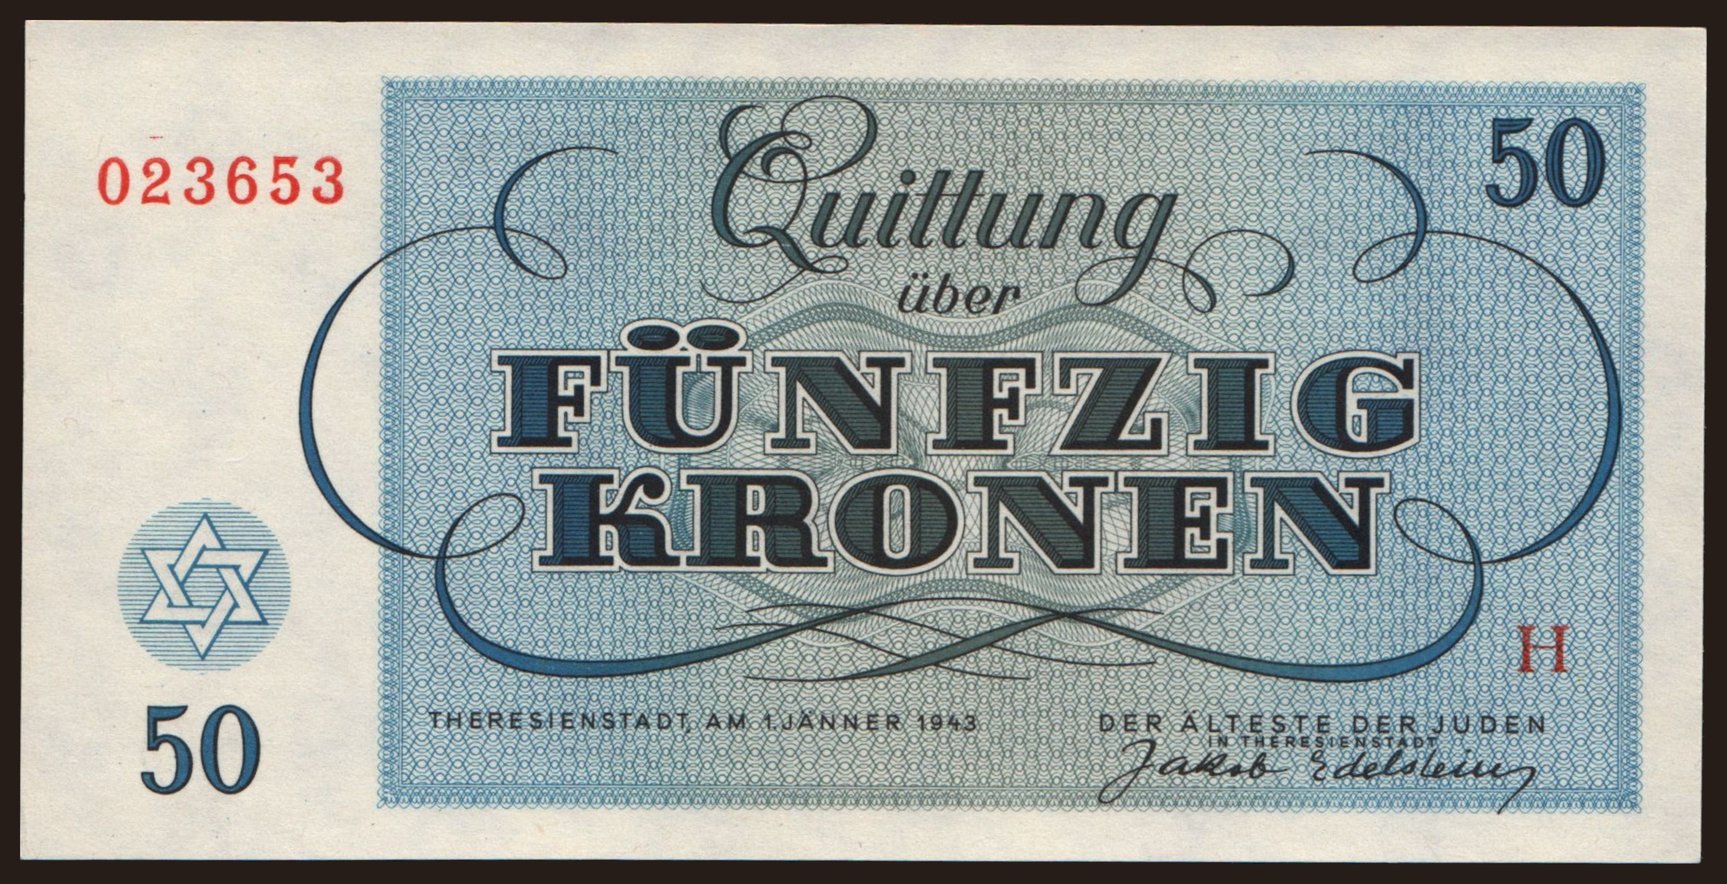 023653
50
Quittung
über
FÜNFZIG
KRONEN
H
50
THERESIENSTADT, AM 1. JÄNNER 1943
DER ÄLTESTE DER JUDEN
IN THERESIENSTADT
Jakob Edelstein